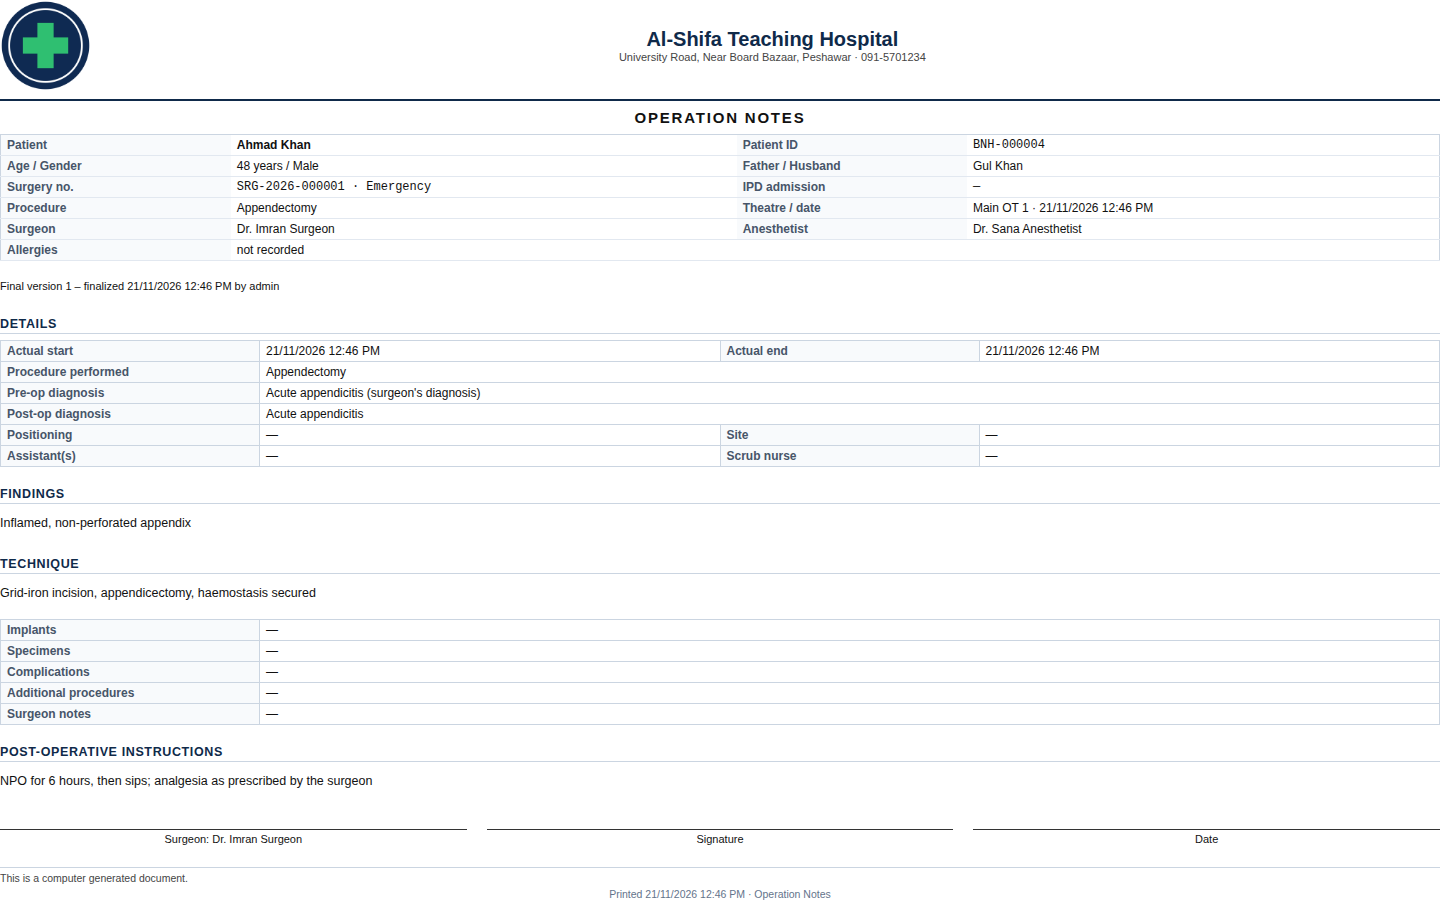 Al-Shifa Teaching Hospital
University Road, Near Board Bazaar, Peshawar · 091-5701234
OPERATION NOTES
Patient Ahmad Khan Patient ID BNH-000004
Age / Gender 48 years / Male Father / Husband Gul Khan
Surgery no. SRG-2026-000001 · Emergency IPD admission —
Procedure Appendectomy Theatre / date Main OT 1 · 21/11/2026 12:46 PM
Surgeon Dr. Imran Surgeon Anesthetist Dr. Sana Anesthetist
Allergies not recorded
Final version 1 – finalized 21/11/2026 12:46 PM by admin
DETAILS
Actual start 21/11/2026 12:46 PM Actual end 21/11/2026 12:46 PM
Procedure performed Appendectomy
Pre-op diagnosis Acute appendicitis (surgeon's diagnosis)
Post-op diagnosis Acute appendicitis
Positioning — Site —
Assistant(s) — Scrub nurse —
FINDINGS
Inflamed, non-perforated appendix
TECHNIQUE
Grid-iron incision, appendicectomy, haemostasis secured
Implants —
Specimens —
Complications —
Additional procedures —
Surgeon notes —
POST-OPERATIVE INSTRUCTIONS
NPO for 6 hours, then sips; analgesia as prescribed by the surgeon
Surgeon: Dr. Imran Surgeon Signature Date
This is a computer generated document.
Printed 21/11/2026 12:46 PM · Operation Notes